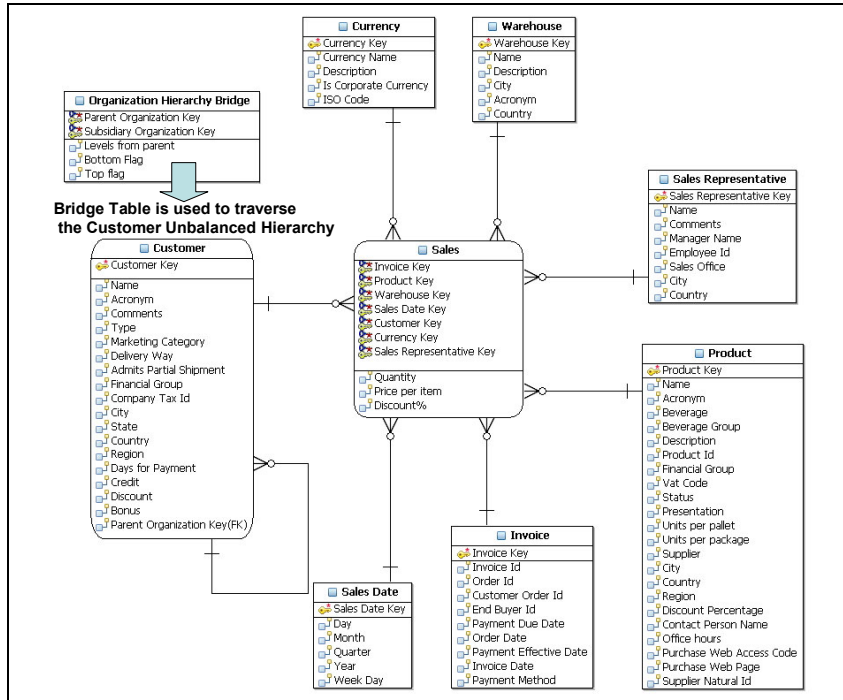 Currency
Currency Key
Currency Name
Description
Is Corporate Currency
ISO Code
Warehouse
Warehouse Key
Name
Description
City
Acronym
Country
Organization Hierarchy Bridge
Parent Organization Key
Subsidiary Organization Key
Levels from parent
Bottom Flag
Top flag
Bridge Table is used to traverse
the Customer Unbalanced Hierarchy
Sales Representative
Sales Representative Key
Name
Comments
Manager Name
Employee Id
Sales Office
City
Country
Customer
Customer Key
Name
Acronym
Comments
Type
Marketing Category
Delivery Way
Admits Partial Shipment
Financial Group
Company Tax Id
City
State
Country
Region
Days for Payment
Credit
Discount
Bonus
Parent Organization Key(FK)
Sales
Invoice Key
Product Key
Warehouse Key
Sales Date Key
Customer Key
Currency Key
Sales Representative Key
Quantity
Price per item
Discount%
Product
Product Key
Name
Acronym
Beverage
Beverage Group
Description
Product Id
Financial Group
Vat Code
Status
Presentation
Units per pallet
Units per package
Supplier
City
Country
Region
Discount Percentage
Contact Person Name
Office hours
Purchase Web Access Code
Purchase Web Page
Supplier Natural Id
Sales Date
Sales Date Key
Day
Month
Quarter
Year
Week Day
Invoice
Invoice Key
Invoice Id
Order Id
Customer Order Id
End Buyer Id
Payment Due Date
Order Date
Payment Effective Date
Invoice Date
Payment Method